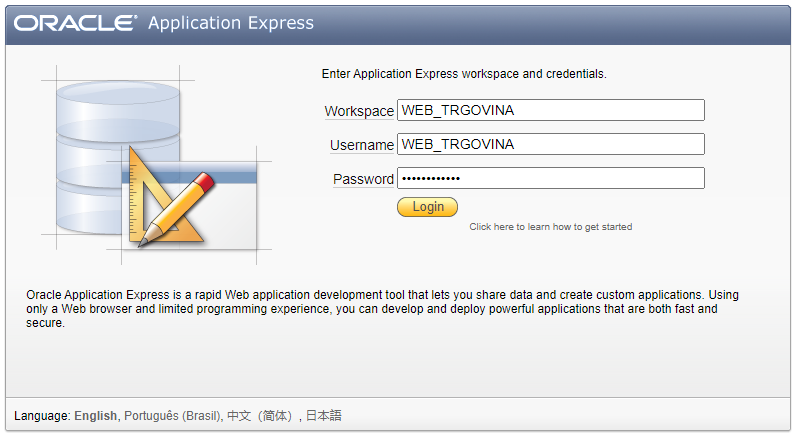 ORACLE® Application Express
Enter Application Express workspace and credentials.
Workspace WEB_TRGOVINA
Username WEB_TRGOVINA
Password ••••••••••••
Login
Click here to learn how to get started
Oracle Application Express is a rapid Web application development tool that lets you share data and create custom applications. Using
only a Web browser and limited programming experience, you can develop and deploy powerful applications that are both fast and
secure.
Language: English, Português (Brasil), 中文（简体）, 日本語